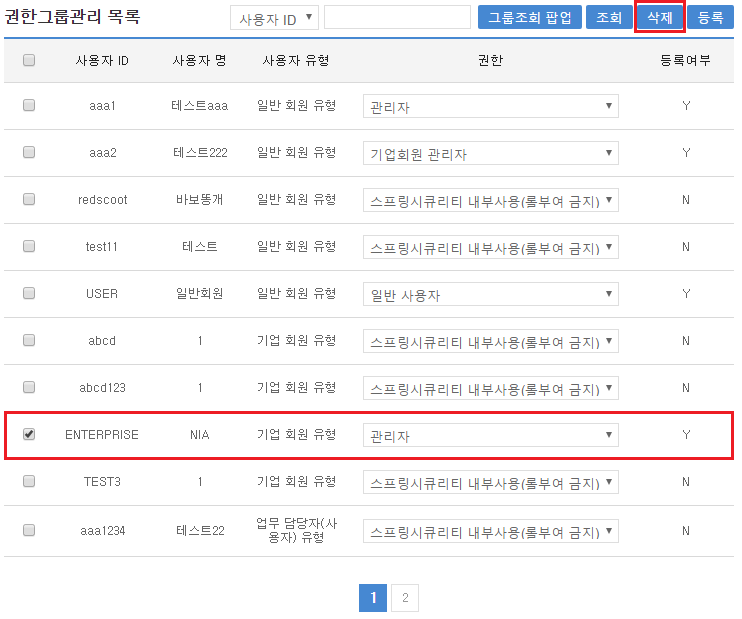 권한그룹관리 목록 사용자 ID 그룹조회 팝업 조회 삭제 등록
사용자 ID 사용자 명 사용자 유형 권한 등록여부
aaa1 테스트aaa 일반 회원 유형 관리자 Y
aaa2 테스트222 일반 회원 유형 기업회원 관리자 Y
redscoot 바보똥개 일반 회원 유형 스프링시큐리티 내부사용(롤부여 금지) N
test11 테스트 일반 회원 유형 스프링시큐리티 내부사용(롤부여 금지) N
USER 일반회원 일반 회원 유형 일반 사용자 Y
abcd 1 기업 회원 유형 스프링시큐리티 내부사용(롤부여 금지) N
abcd123 1 기업 회원 유형 스프링시큐리티 내부사용(롤부여 금지) N
ENTERPRISE NIA 기업 회원 유형 관리자 Y
TEST3 1 기업 회원 유형 스프링시큐리티 내부사용(롤부여 금지) N
aaa1234 테스트22 업무 담당자(사
용자) 유형 스프링시큐리티 내부사용(롤부여 금지) N
1 2